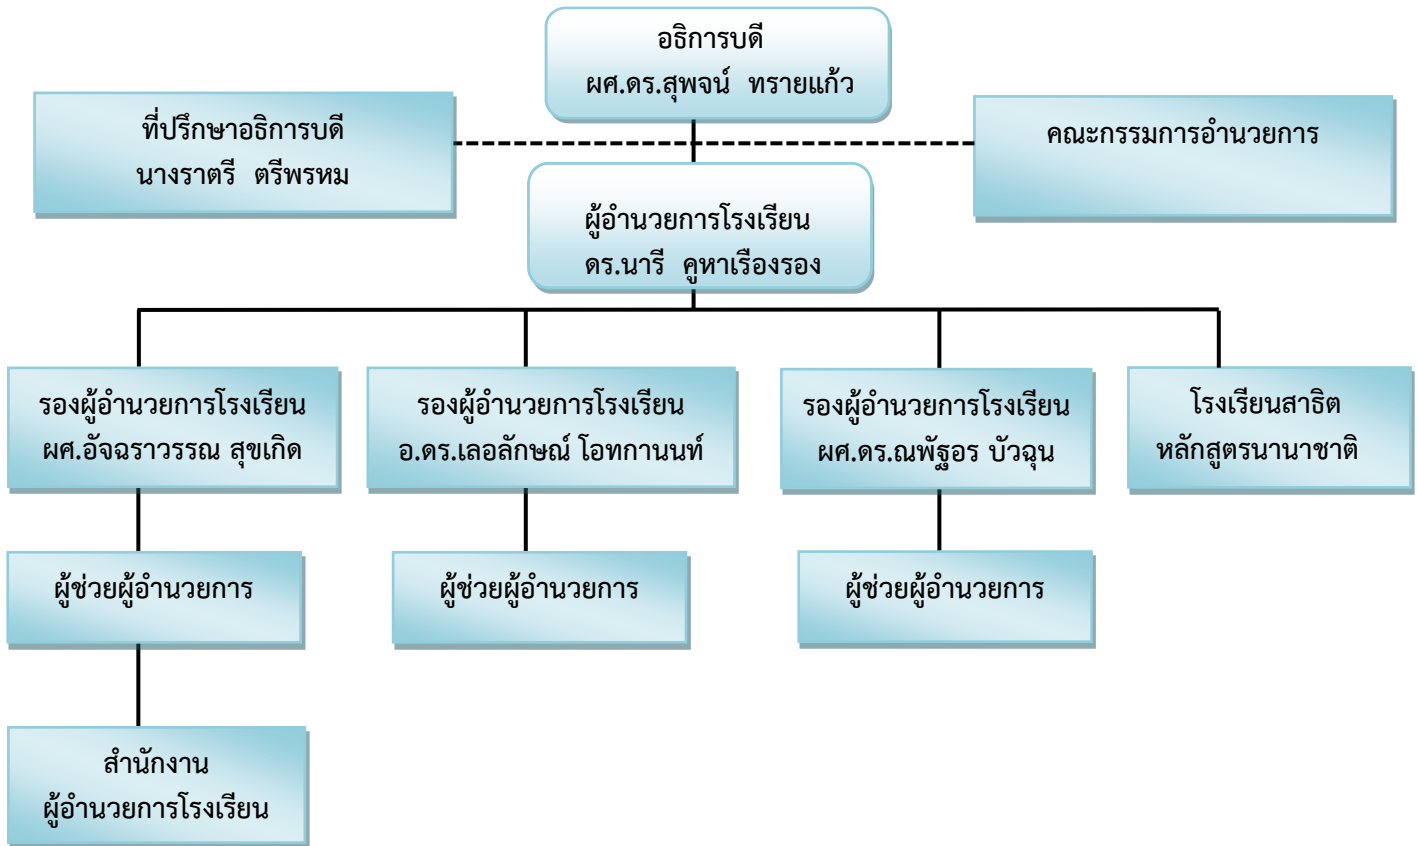 อธิการบดี
ผศ.ดร.สุพจน์ ทรายแก้ว
ที่ปรึกษาอธิการบดี
นางราตรี ตรีพรหม
คณะกรรมการอำนวยการ
ผู้อำนวยการโรงเรียน
ดร.นารี คูหาเรืองรอง
รองผู้อำนวยการโรงเรียน
ผศ.อัจฉราวรรณ สุขเกิด
รองผู้อำนวยการโรงเรียน
อ.ดร.เลอลักษณ์ โอทกานนท์
รองผู้อำนวยการโรงเรียน
ผศ.ดร.ณพัฐอร บัวฉุน
โรงเรียนสาธิต
หลักสูตรนานาชาติ
ผู้ช่วยผู้อำนวยการ
ผู้ช่วยผู้อำนวยการ
ผู้ช่วยผู้อำนวยการ
สำนักงาน
ผู้อำนวยการโรงเรียน